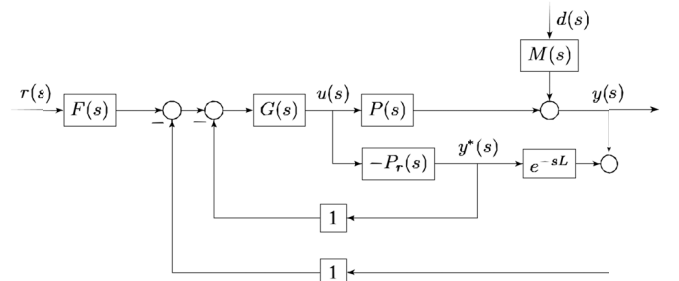 d(s)
M(s)
r(s)
F(s)
−
−
G(s)
u(s)
P(s)
y(s)
−P_r(s)
y*(s)
e^{−sL}
1
1